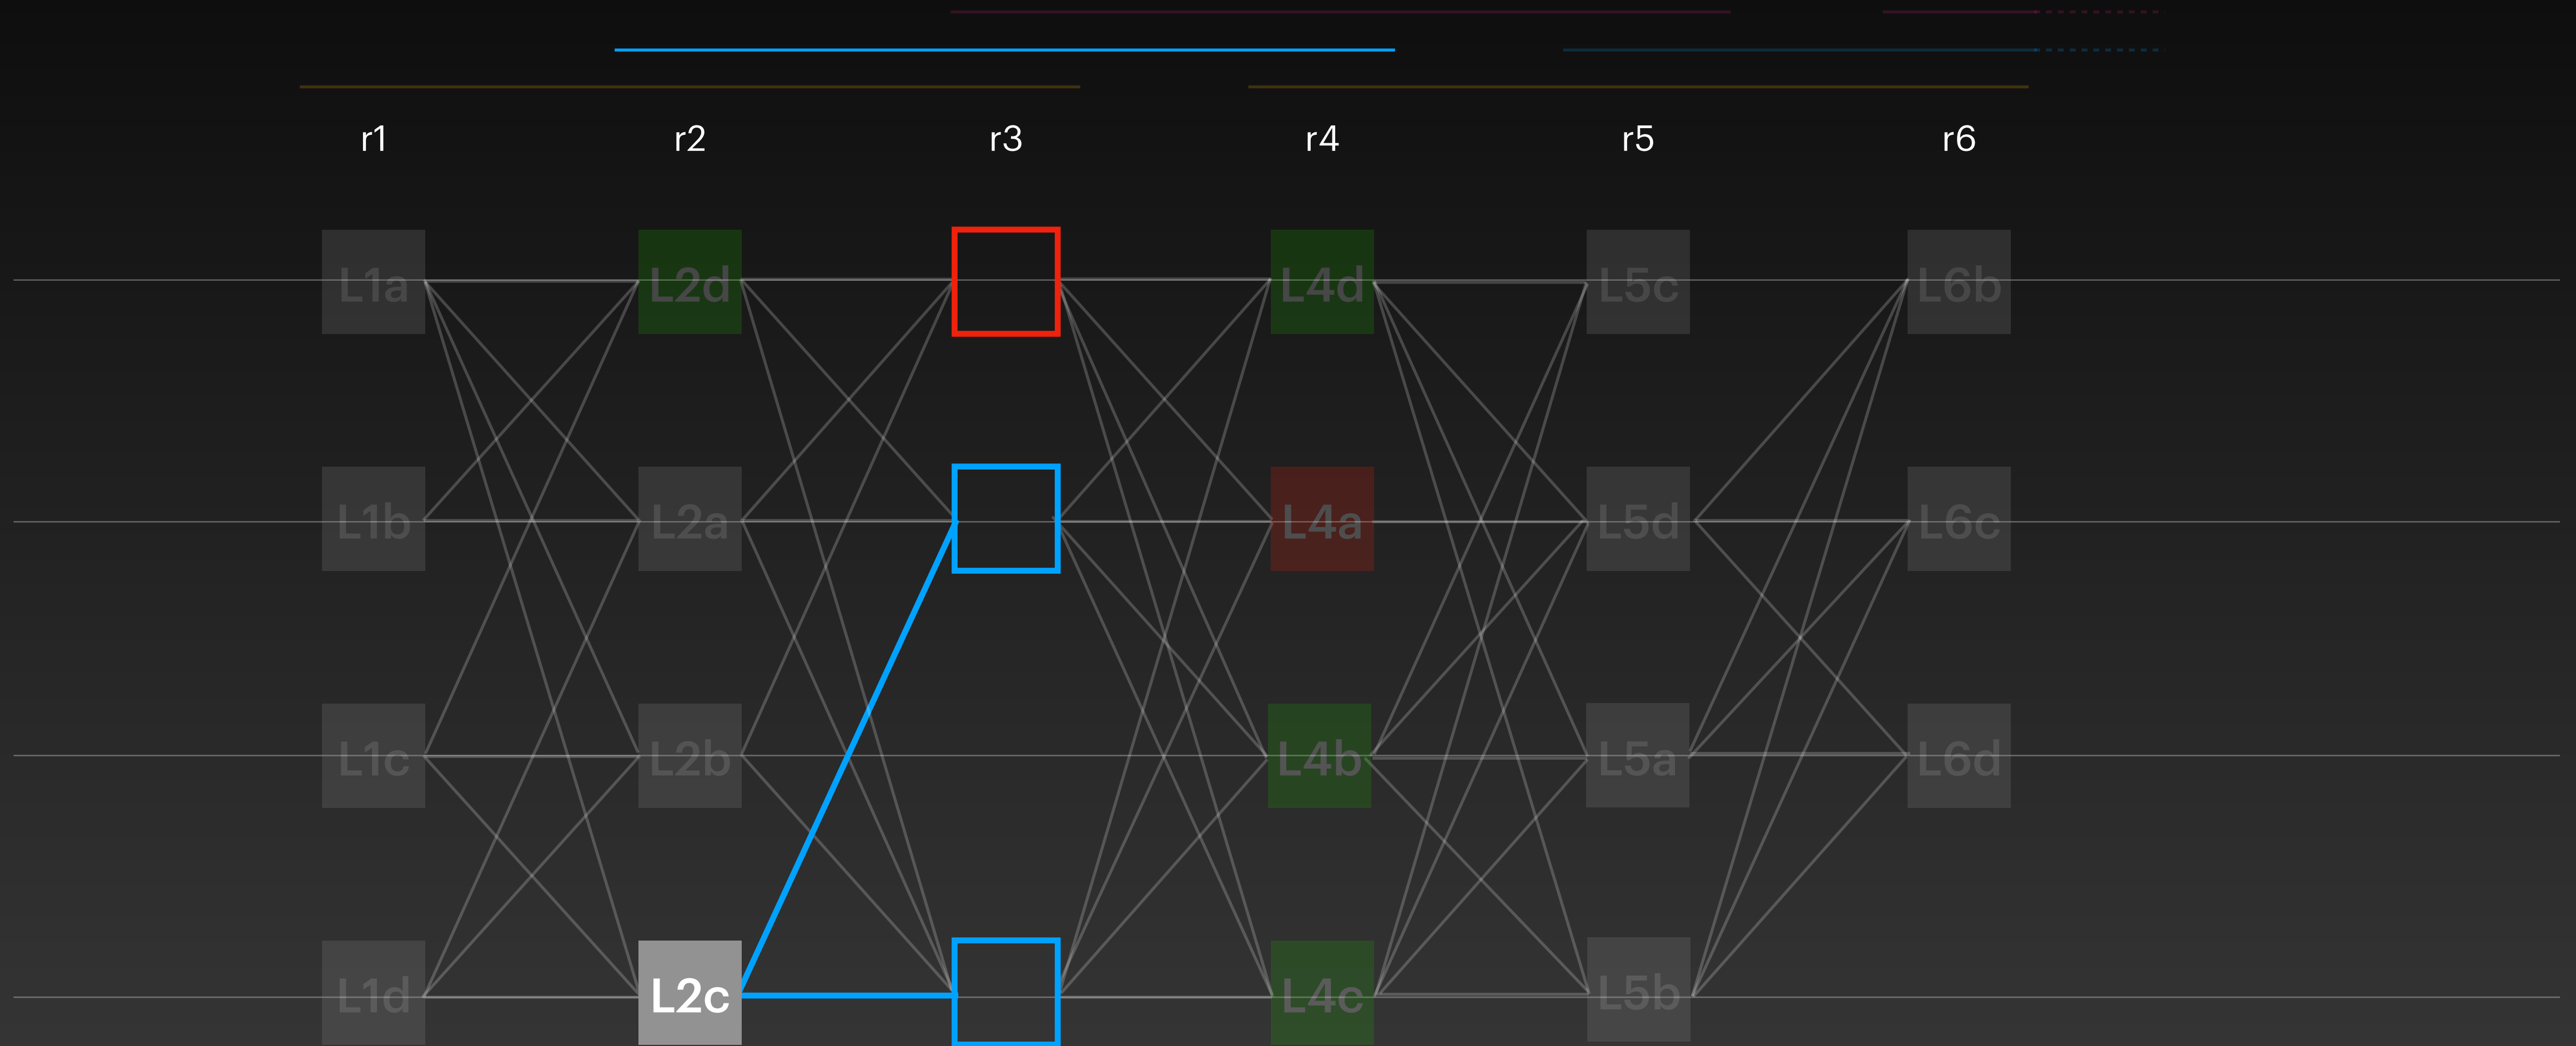 r1 r2 r3 r4 r5 r6
L1a L2d L4d L5c L6b
L1b L2a L4a L5d L6c
L1c L2b L4b L5a L6d
L1d L2c L4c L5b